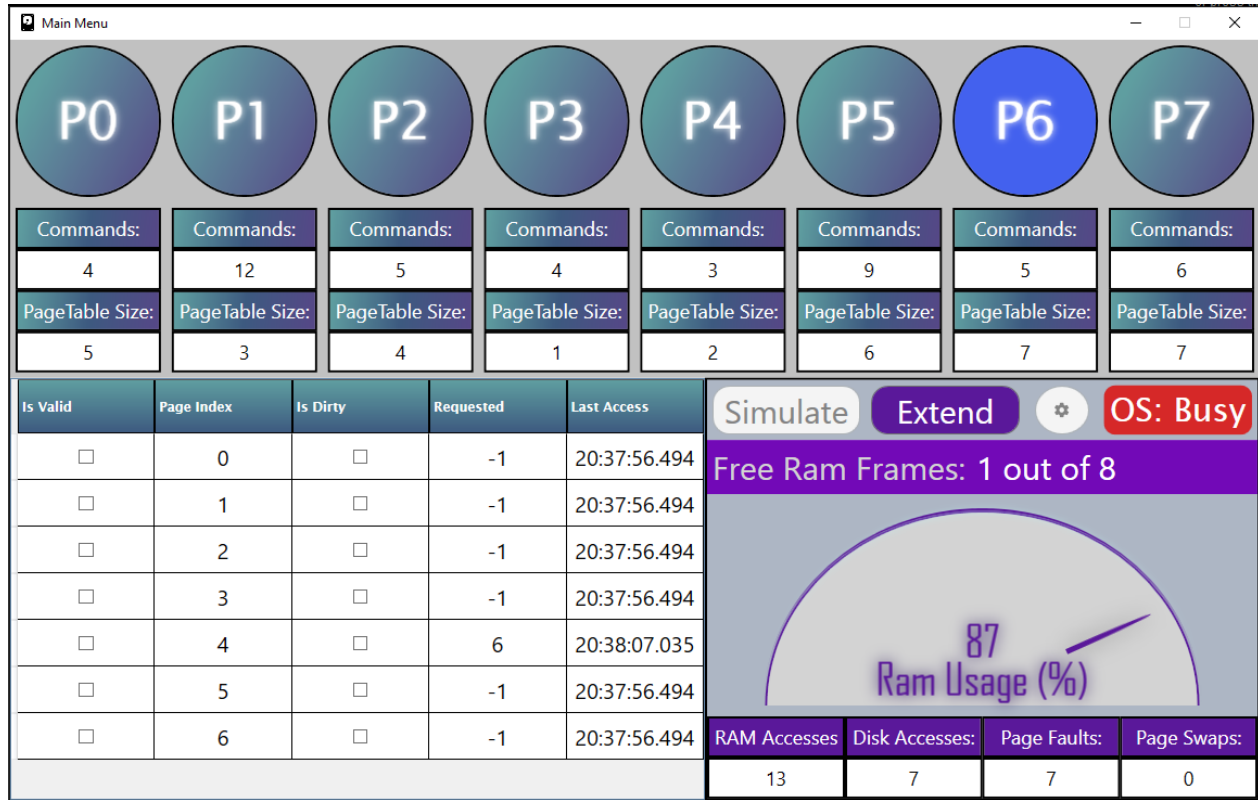 Main Menu
P0 P1 P2 P3 P4 P5 P6 P7
Commands: Commands: Commands: Commands: Commands: Commands: Commands: Commands:
4 12 5 4 3 9 5 6
PageTable Size: PageTable Size: PageTable Size: PageTable Size: PageTable Size: PageTable Size: PageTable Size: PageTable Size:
5 3 4 1 2 6 7 7
Is Valid Page Index Is Dirty Requested Last Access
0 -1 20:37:56.494
1 -1 20:37:56.494
2 -1 20:37:56.494
3 -1 20:37:56.494
4 6 20:38:07.035
5 -1 20:37:56.494
6 -1 20:37:56.494
Simulate Extend OS: Busy
Free Ram Frames: 1 out of 8
87
Ram Usage (%)
RAM Accesses Disk Accesses: Page Faults: Page Swaps:
13 7 7 0